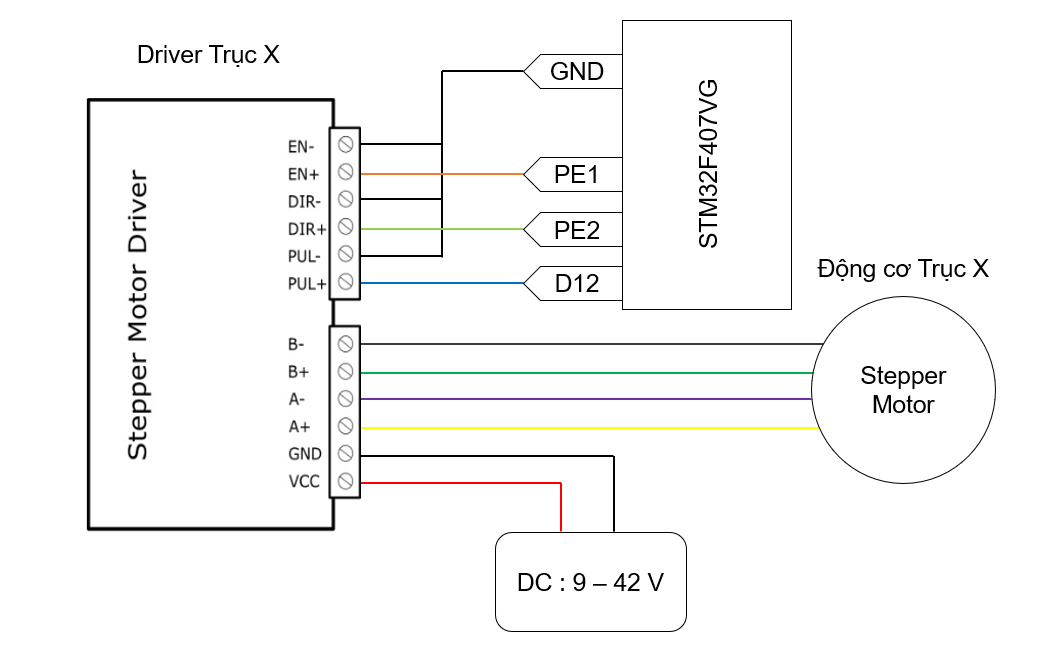 Driver Trục X
Stepper Motor Driver
EN-
EN+
DIR-
DIR+
PUL-
PUL+
B-
B+
A-
A+
GND
VCC
GND
PE1
PE2
D12
STM32F407VG
Động cơ Trục X
Stepper
Motor
DC : 9 – 42 V